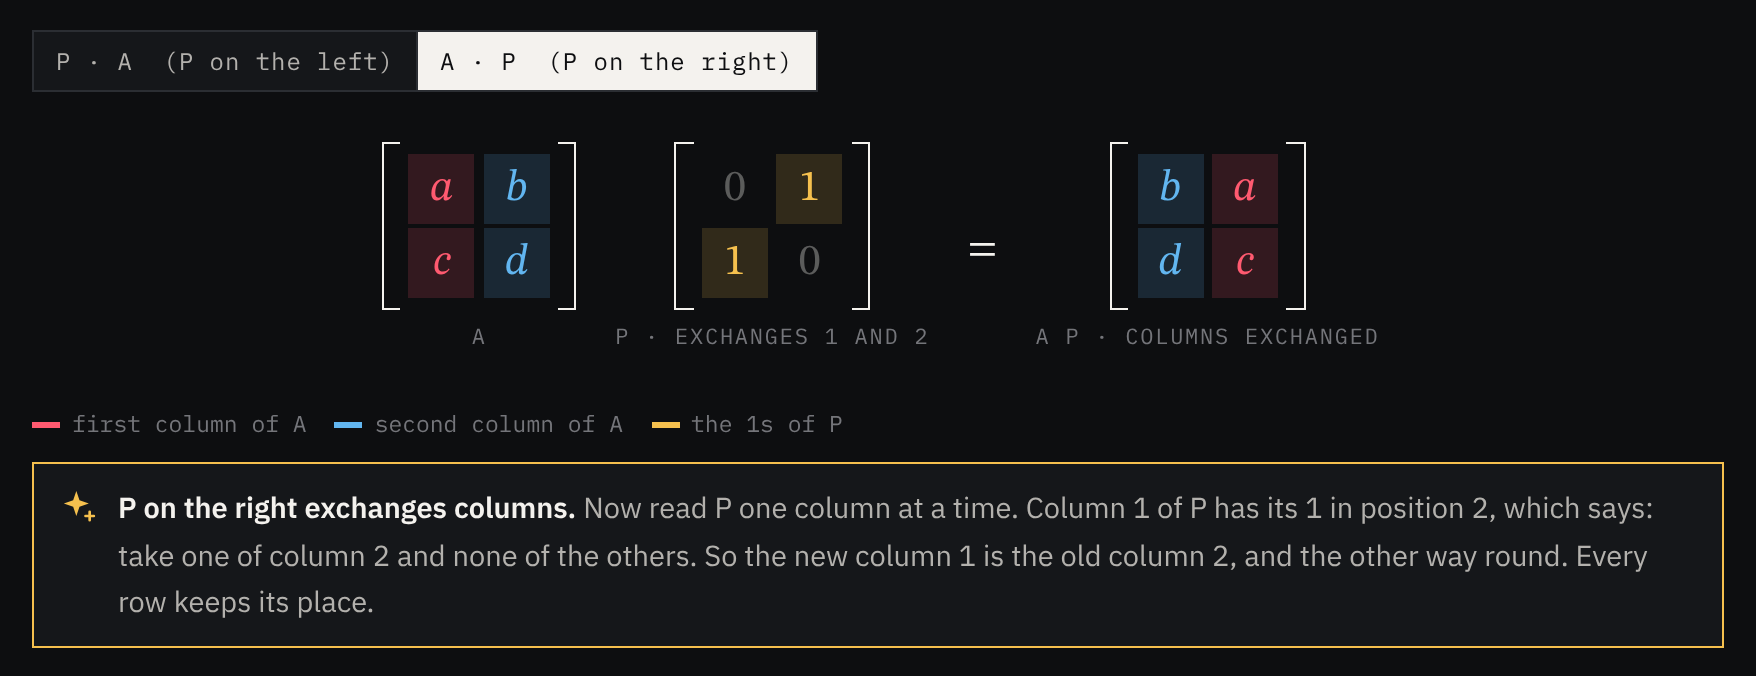 P · A (P on the left) A · P (P on the right)
a b 0 1 b a
c d 1 0 = d c
A P · EXCHANGES 1 AND 2 A P · COLUMNS EXCHANGED
first column of A second column of A the 1s of P
P on the right exchanges columns. Now read P one column at a time. Column 1 of P has its 1 in position 2, which says:
take one of column 2 and none of the others. So the new column 1 is the old column 2, and the other way round. Every
row keeps its place.